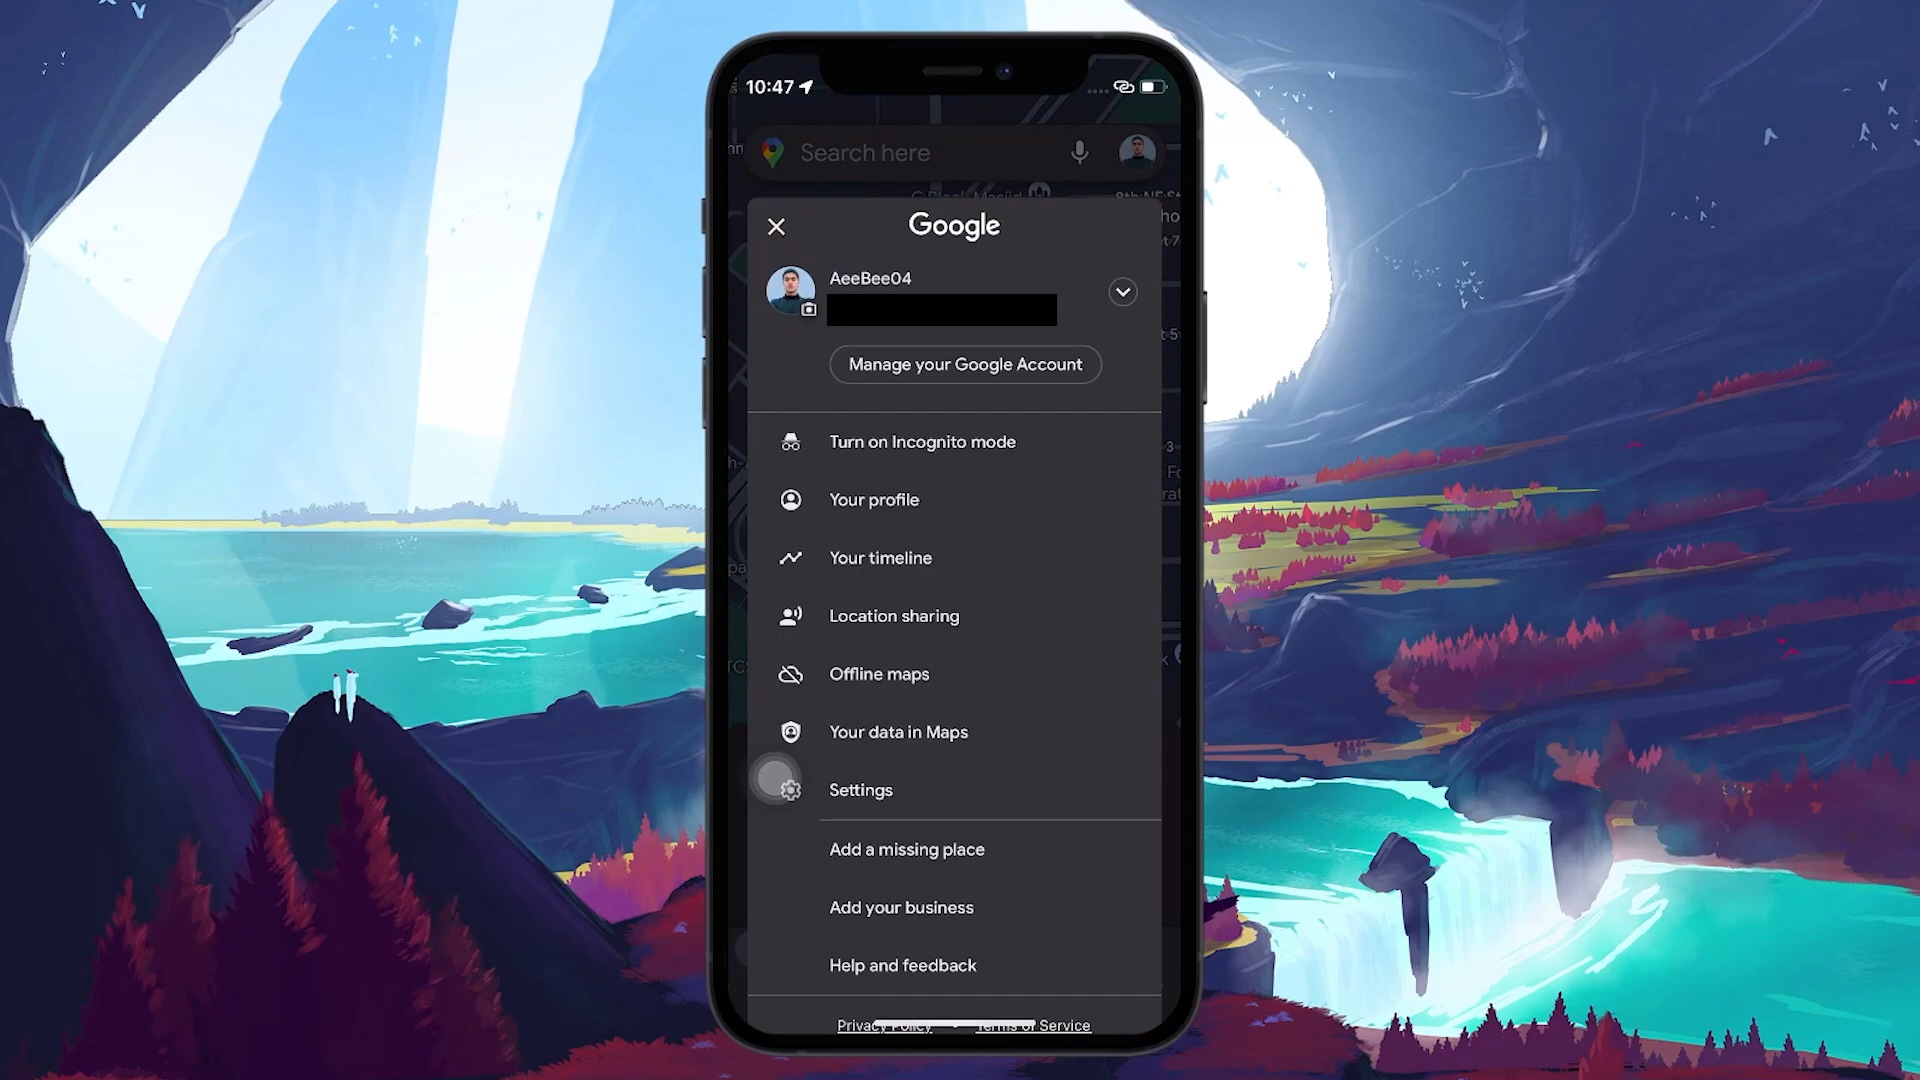 10:47
Search here
Google
AeeBee04
Manage your Google Account
Turn on Incognito mode
Your profile
Your timeline
Location sharing
Offline maps
Your data in Maps
Settings
Add a missing place
Add your business
Help and feedback
Privacy Policy Terms of Service